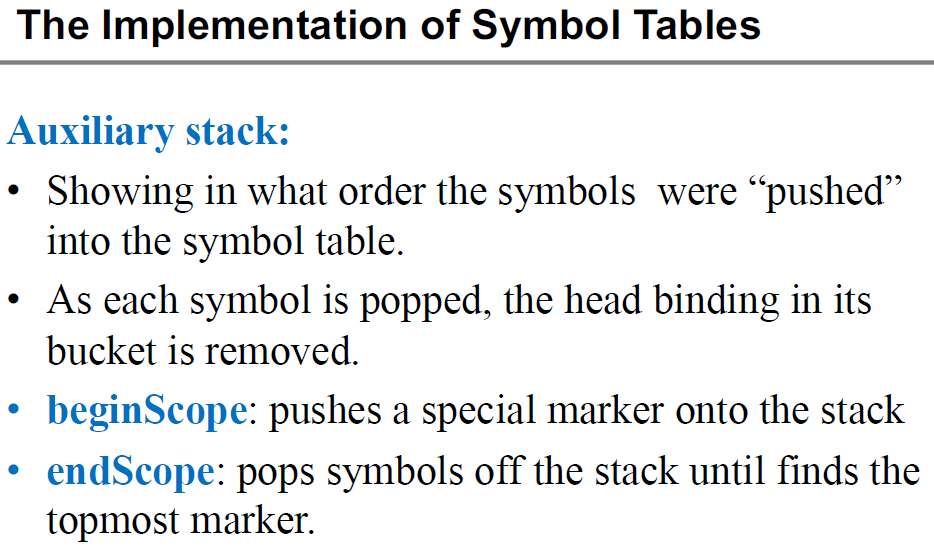 The Implementation of Symbol Tables
Auxiliary stack:
• Showing in what order the symbols  were “pushed”
into the symbol table.
• As each symbol is popped, the head binding in its
bucket is removed.
• beginScope: pushes a special marker onto the stack
• endScope: pops symbols off the stack until finds the
topmost marker.